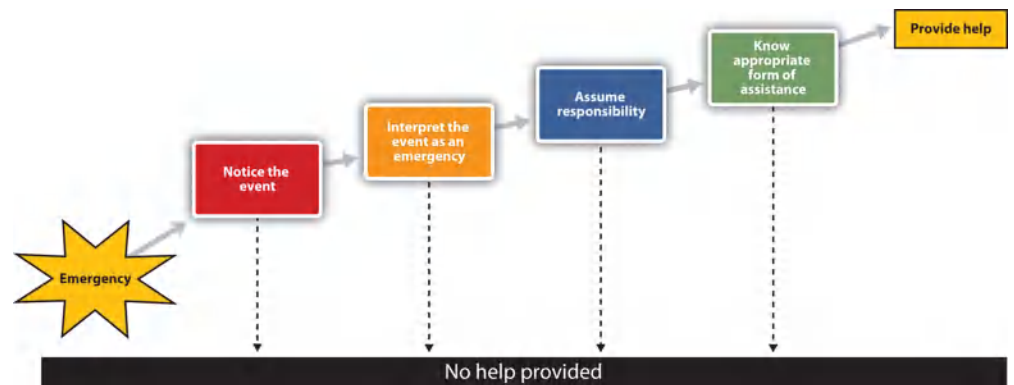 Emergency
Notice the
event
Interpret the
event as an
emergency
Assume
responsibility
Know
appropriate
form of
assistance
Provide help
No help provided